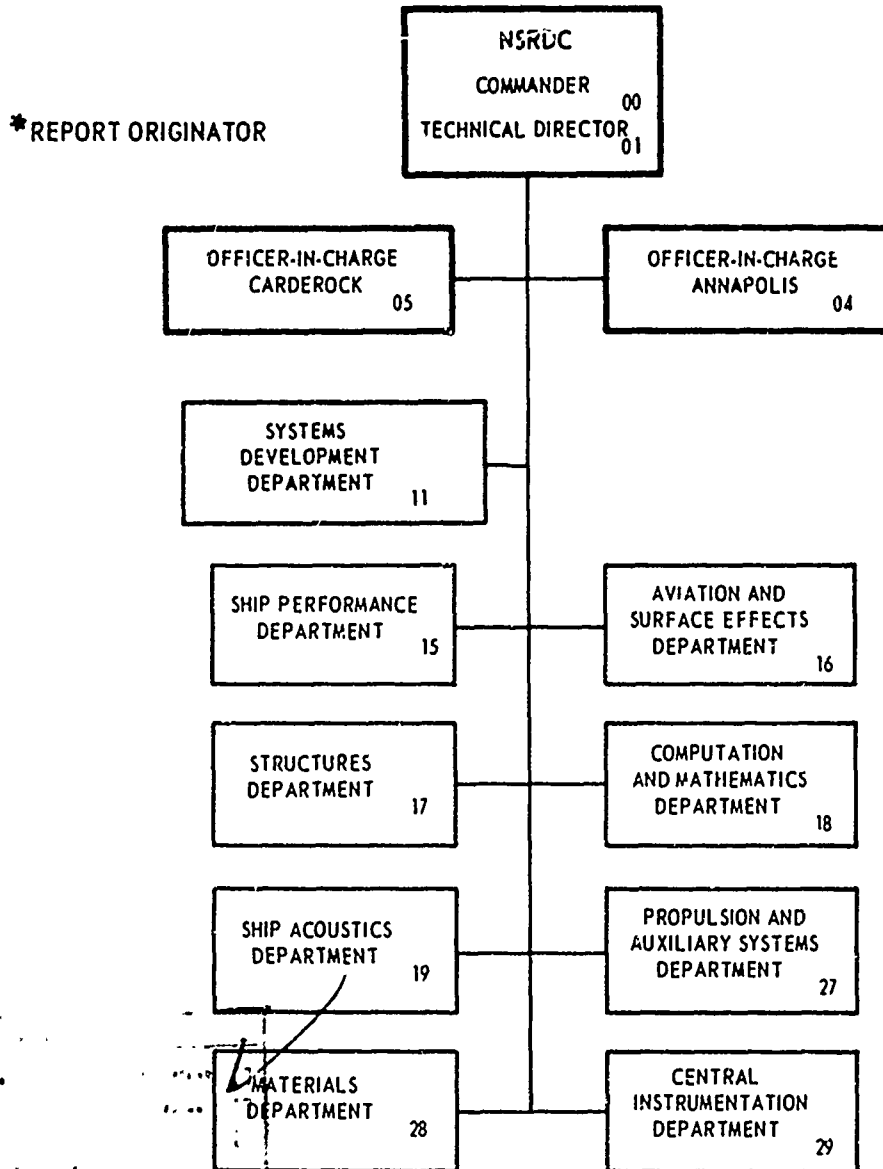 NSRDC
COMMANDER 00
TECHNICAL DIRECTOR 01
*REPORT ORIGINATOR
OFFICER-IN-CHARGE
CARDEROCK
05
OFFICER-IN-CHARGE
ANNAPOLIS
04
SYSTEMS
DEVELOPMENT
DEPARTMENT 11
SHIP PERFORMANCE
DEPARTMENT
15
AVIATION AND
SURFACE EFFECTS
DEPARTMENT
16
STRUCTURES
DEPARTMENT
17
COMPUTATION
AND MATHEMATICS
DEPARTMENT
18
SHIP ACOUSTICS
DEPARTMENT
19
PROPULSION AND
AUXILIARY SYSTEMS
DEPARTMENT
27
MATERIALS
DEPARTMENT
28
CENTRAL
INSTRUMENTATION
DEPARTMENT
29